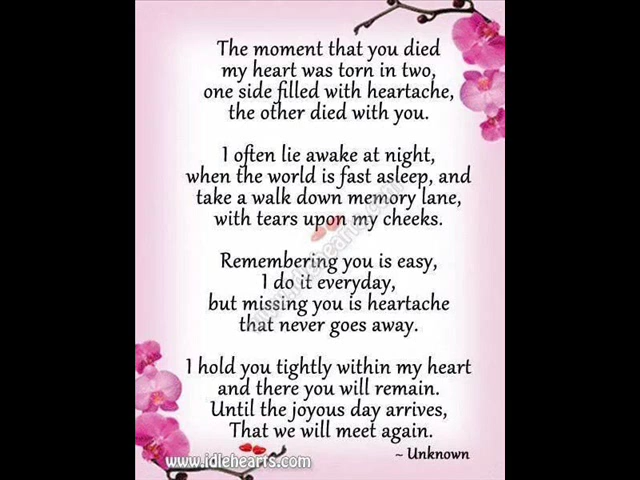 The moment that you died
my heart was torn in two,
one side filled with heartache,
the other died with you.
I often lie awake at night,
when the world is fast asleep, and
take a walk down memory lane,
with tears upon my cheeks.
Remembering you is easy,
I do it everyday,
but missing you is heartache
that never goes away.
I hold you tightly within my heart
and there you will remain.
Until the joyous day arrives,
That we will meet again.
~ Unknown
www.idlehearts.com
www.idlehearts.com